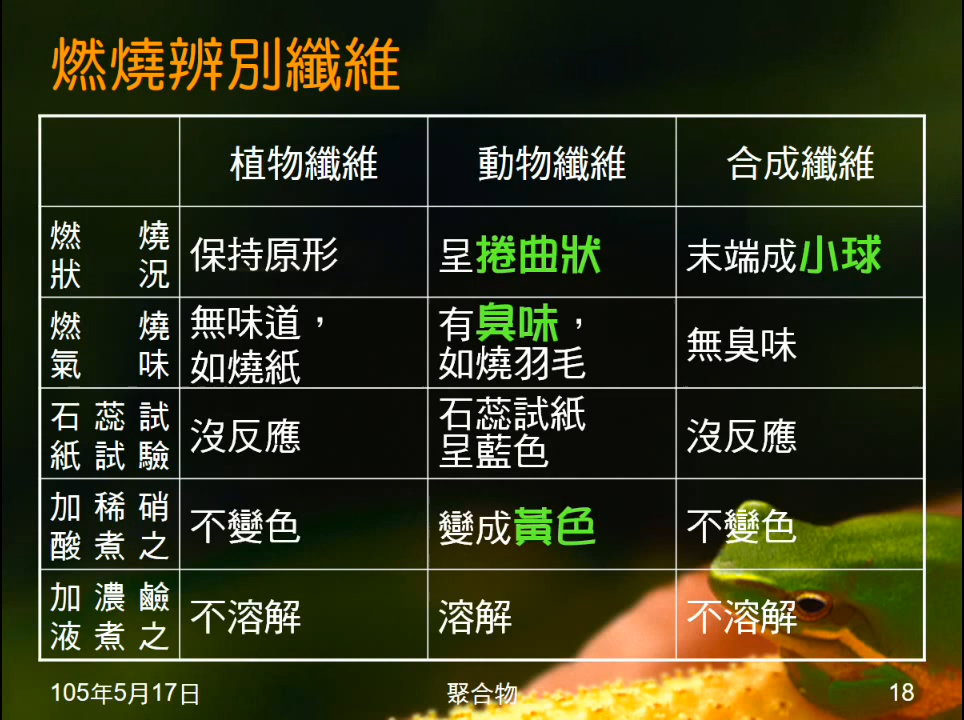 燃燒辨別纖維
植物纖維 動物纖維 合成纖維
燃燒
狀況
保持原形 呈捲曲狀 末端成小球
燃燒
氣味
無味道，
如燒紙
有臭味，
如燒羽毛
無臭味
石蕊試
紙試驗
沒反應
石蕊試紙
呈藍色
沒反應
加稀硝
酸煮之
不變色 變成黃色 不變色
加濃鹼
液煮之
不溶解 溶解 不溶解
105年5月17日 聚合物 18